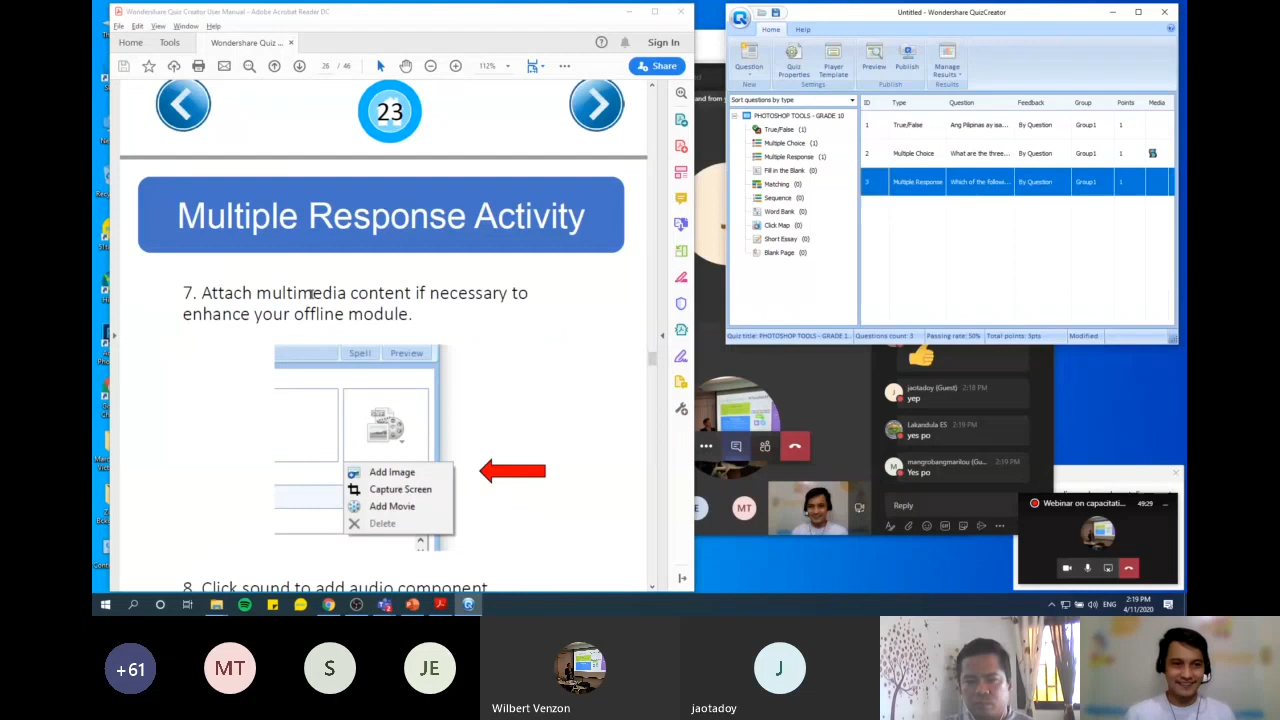 Wondershare Quiz Creator User Manual - Adobe Acrobat Reader DC
File Edit View Window Help
Home Tools Wondershare Quiz ... × Sign In
26 / 46 112% Share
23
Multiple Response Activity
7. Attach multimedia content if necessary to
enhance your offline module.
Spell Preview
Add Image
Capture Screen
Add Movie
Delete
8. Click sound to add audio component
Untitled - Wondershare QuizCreator
Home Help
Question Quiz Properties Player Template Preview Publish Manage Results
New Settings Publish Results
Sort questions by type
PHOTOSHOP TOOLS - GRADE 10
True/False (1)
Multiple Choice (1)
Multiple Response (1)
Fill in the Blank (0)
Matching (0)
Sequence (0)
Word Bank (0)
Click Map (0)
Short Essay (0)
Blank Page (0)
ID Type Question Feedback Group Points Media
1 True/False Ang Pilipinas ay isa... By Question Group1 1
2 Multiple Choice What are the three... By Question Group1 1
3 Multiple Response Which of the followi... By Question Group1 1
Quiz title: PHOTOSHOP TOOLS - GRADE 1... Questions count: 3 Passing rate: 50% Total points: 3pts Modified
jaotadoy (Guest) 2:18 PM
yep
Lakandula ES 2:19 PM
yes po
mangrobangmarilou (Gu... 2:19 PM
Yes po
Reply
MT
Webinar on capacitati... 49:29 ...
ENG
2:19 PM
4/11/2020
+61 MT S JE J
Wilbert Venzon jaotadoy